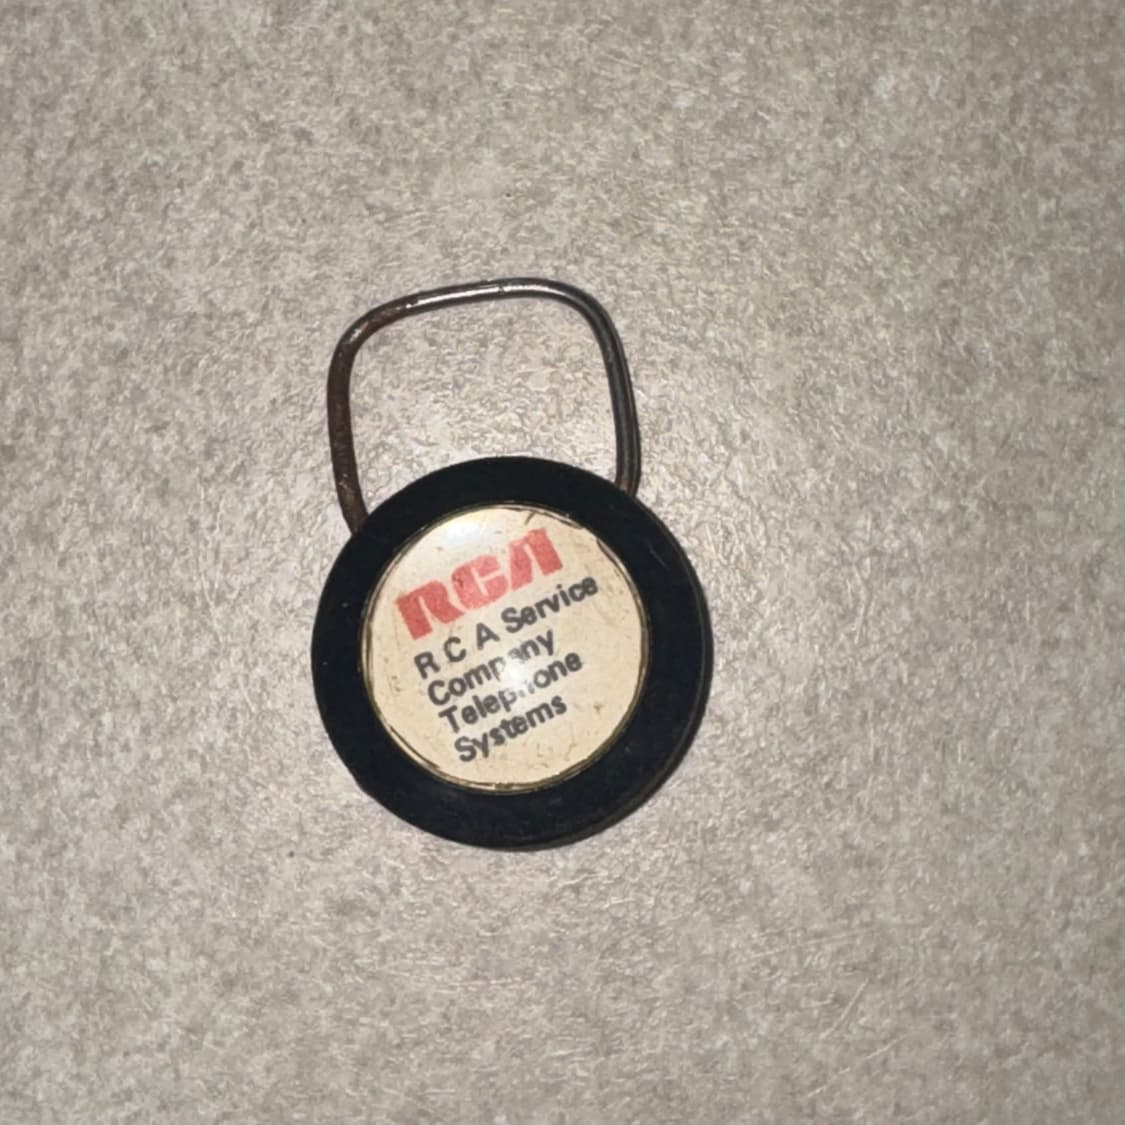 RCA
R C A Service
Company
Telephone
Systems